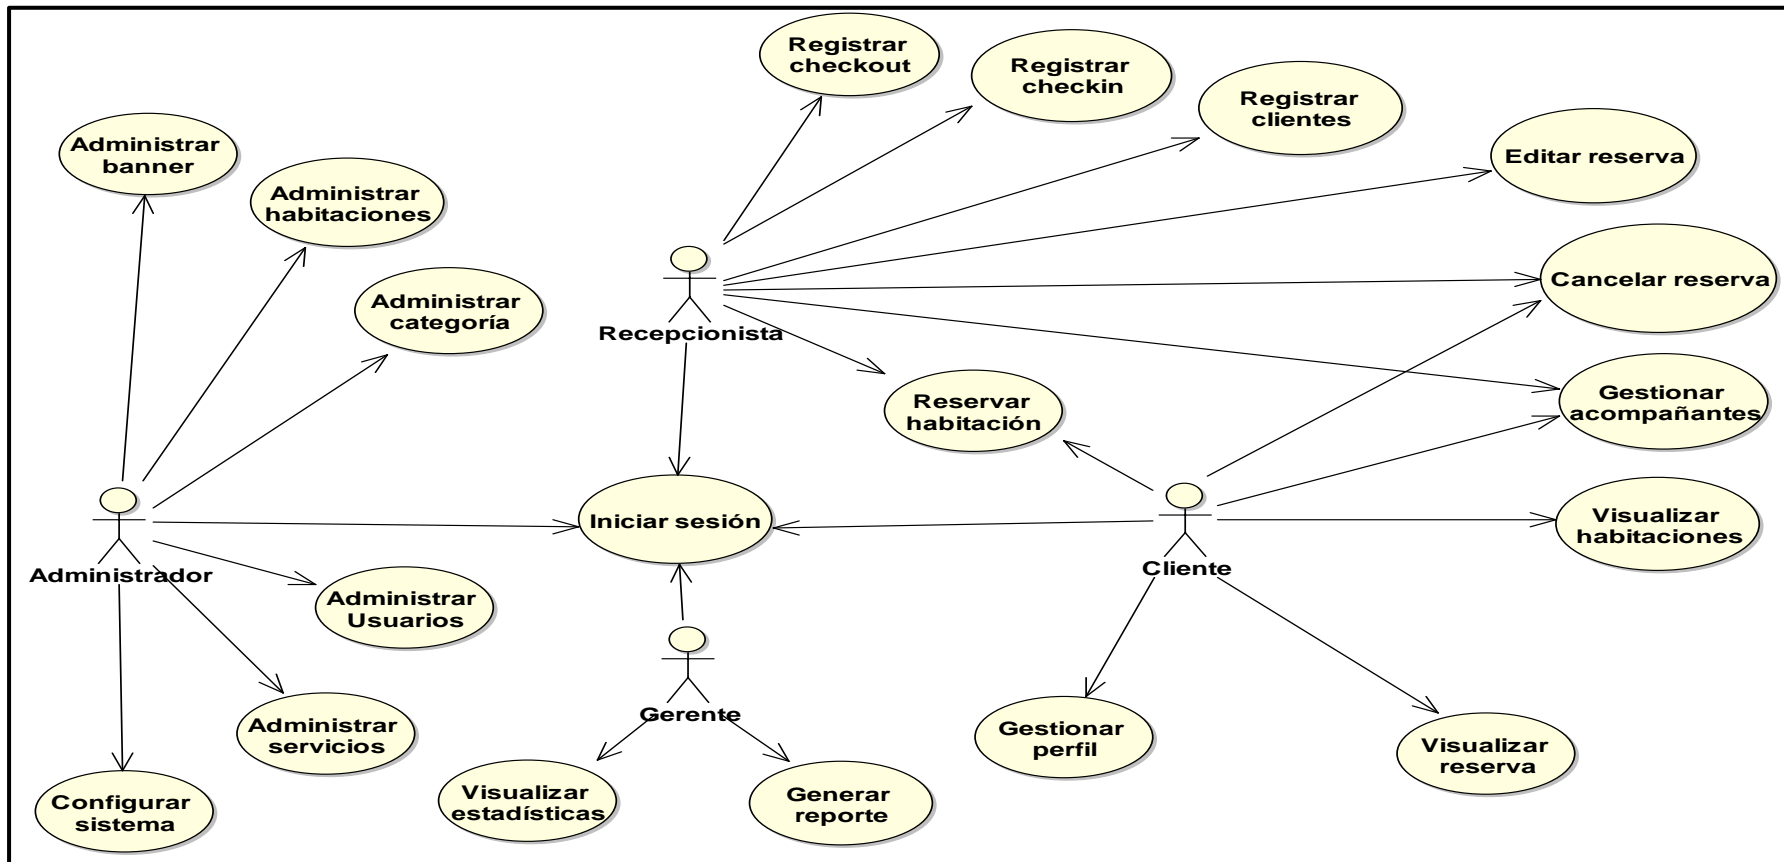 Registrar
checkout
Registrar
checkin
Registrar
clientes
Administrar
banner
Editar reserva
Administrar
habitaciones
Cancelar reserva
Administrar
categoría
Recepcionista
Gestionar
acompañantes
Reservar
habitación
Iniciar sesión
Visualizar
habitaciones
Administrador
Cliente
Administrar
Usuarios
Gerente
Administrar
servicios
Gestionar
perfil
Visualizar
reserva
Configurar
sistema
Visualizar
estadísticas
Generar
reporte